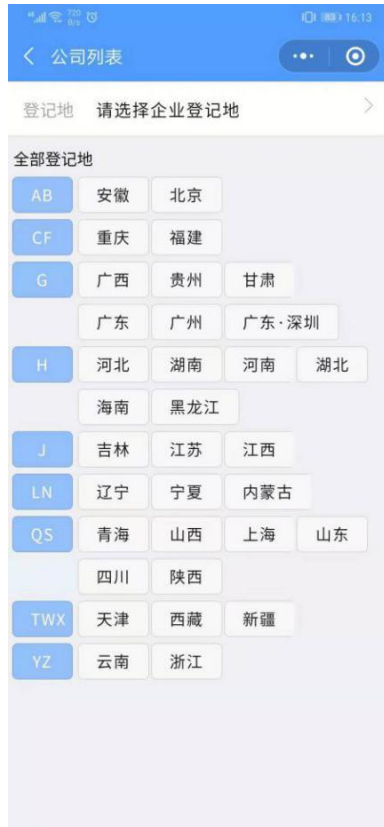 46 720 B/s 16:13
公司列表
登记地 请选择企业登记地
全部登记地
AB 安徽 北京
CF 重庆 福建
G 广西 贵州 甘肃
广东 广州 广东·深圳
H 河北 湖南 河南 湖北
海南 黑龙江
J 吉林 江苏 江西
LN 辽宁 宁夏 内蒙古
QS 青海 山西 上海 山东
四川 陕西
TWX 天津 西藏 新疆
YZ 云南 浙江